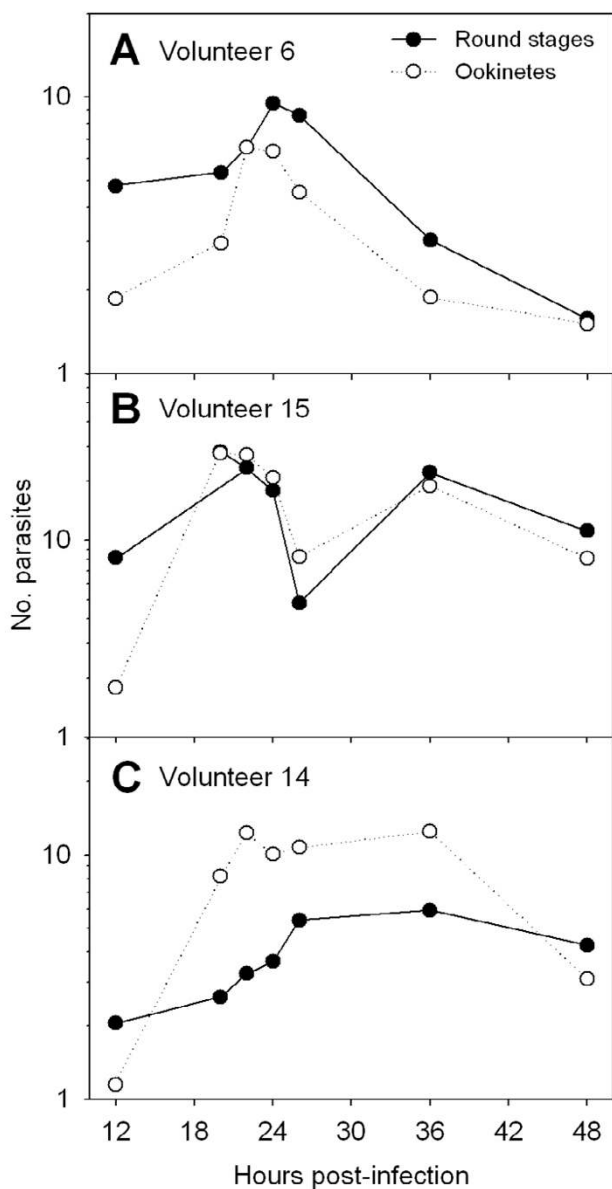 A Volunteer 6
Round stages
Ookinetes
10
1
B Volunteer 15
10
1
C Volunteer 14
10
1
No. parasites
12 18 24 30 36 42 48
Hours post-infection